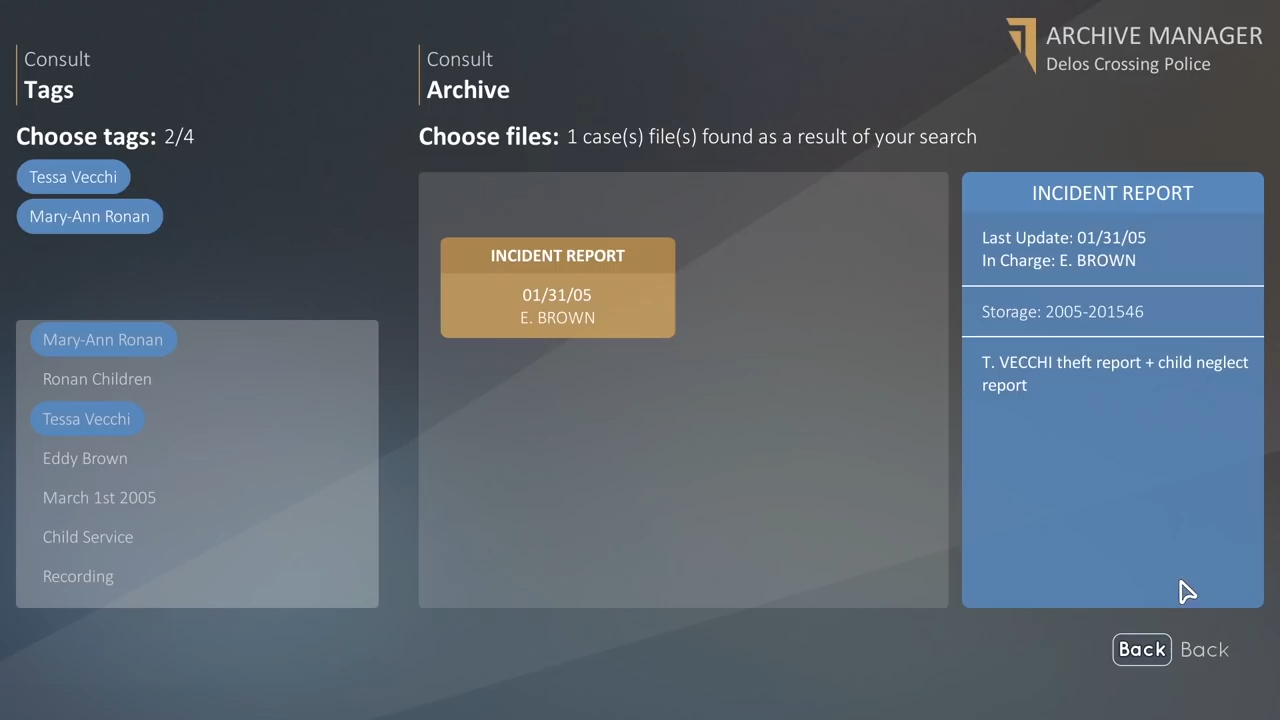 Consult
Tags
Choose tags: 2/4
Tessa Vecchi
Mary-Ann Ronan
Mary-Ann Ronan
Ronan Children
Tessa Vecchi
Eddy Brown
March 1st 2005
Child Service
Recording
Consult
Archive
Choose files: 1 case(s) file(s) found as a result of your search
INCIDENT REPORT
01/31/05
E. BROWN
ARCHIVE MANAGER
Delos Crossing Police
INCIDENT REPORT
Last Update: 01/31/05
In Charge: E. BROWN
Storage: 2005-201546
T. VECCHI theft report + child neglect
report
Back Back